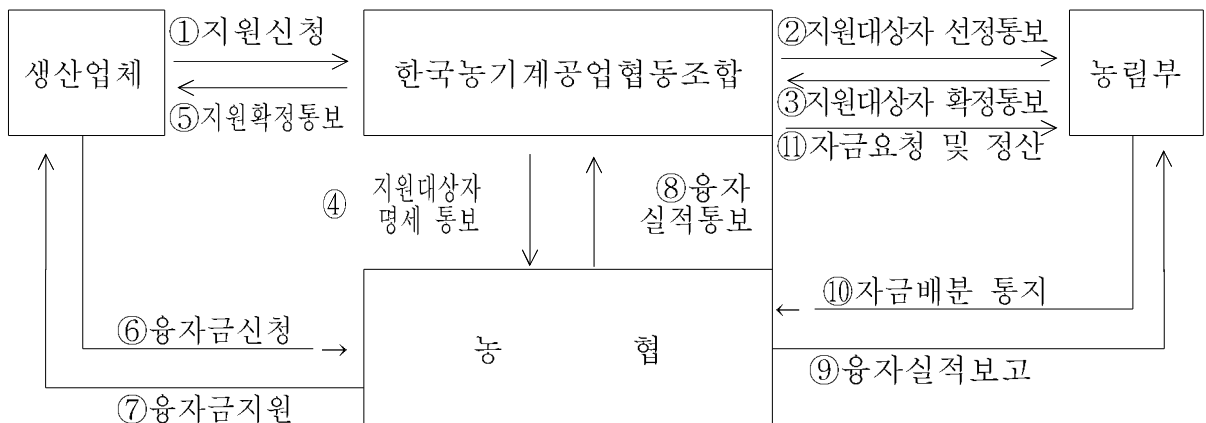 ①지원신청
②지원대상자 선정통보
생산업체
한국농기계공업협동조합
농림부
⑤지원확정통보
③지원대상자 확정통보
⑪자금요청 및 정산
④ 지원대상자
명세 통보
⑧융자
실적통보
⑩자금배분 통지
⑥융자금신청
농 협
⑨융자실적보고
⑦융자금지원